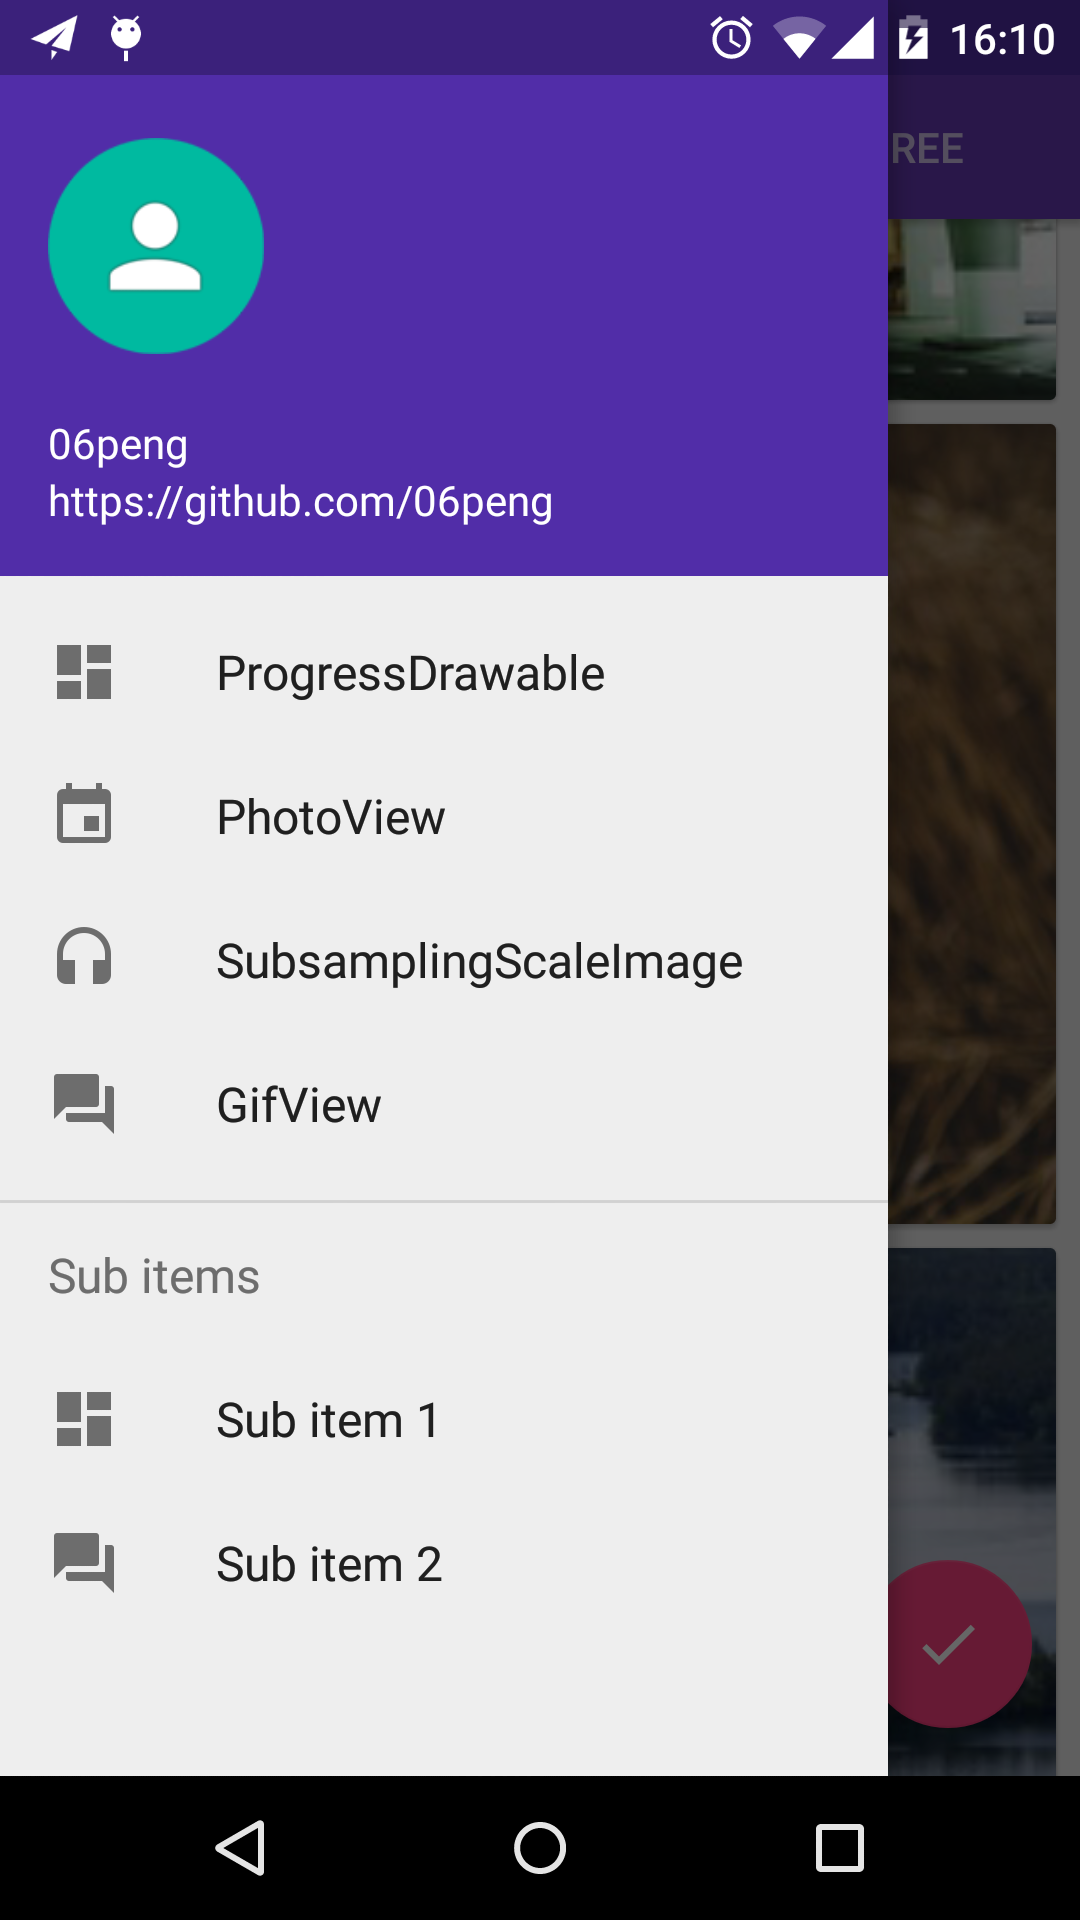 16:10
REE
06peng
https://github.com/06peng
ProgressDrawable
PhotoView
SubsamplingScaleImage
GifView
Sub items
Sub item 1
Sub item 2